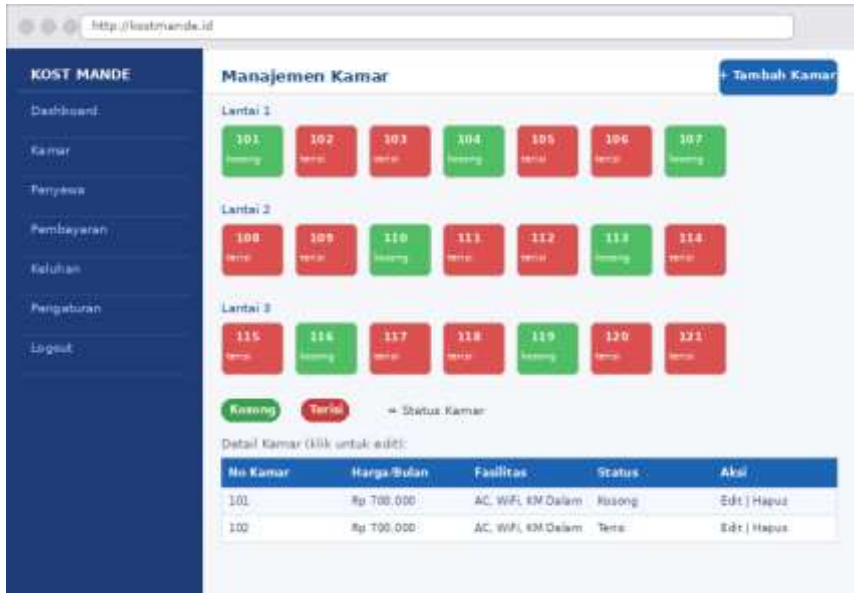 http://kostmande.id
KOST MANDE
Manajemen Kamar
+ Tambah Kamar
Dashboard
Kamar
Penyewa
Pembayaran
Keluhan
Pengaturan
Logout
Lantai 1
101 102 103 104 105 106 107
kosong terisi terisi kosong terisi terisi kosong
Lantai 2
108 109 110 111 112 113 114
terisi terisi kosong terisi terisi kosong terisi
Lantai 3
115 116 117 118 119 120 121
terisi kosong terisi terisi kosong terisi terisi
Kosong Terisi = Status Kamar
Detail Kamar (klik untuk edit):
No Kamar Harga/Bulan Fasilitas Status Aksi
101 Rp 700.000 AC, WiFi, KM Dalam Kosong Edit | Hapus
102 Rp 700.000 AC, WiFi, KM Dalam Terisi Edit | Hapus